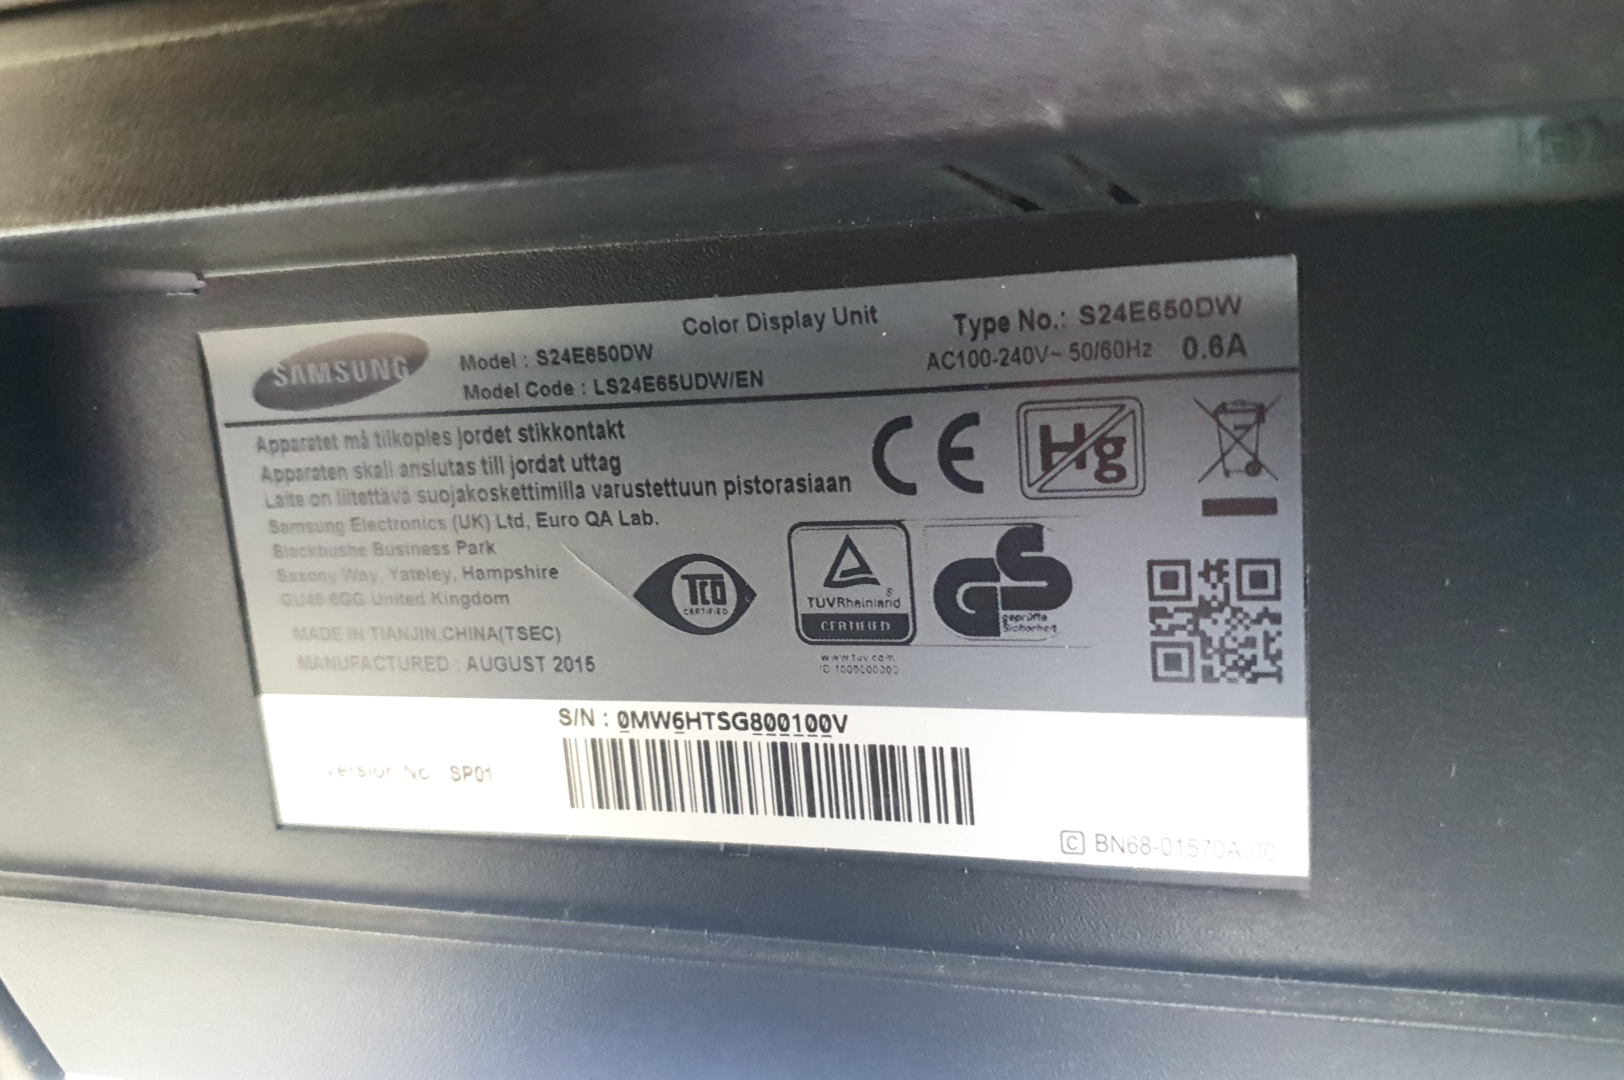 SAMSUNG
Color Display Unit
Type No.: S24E650DW
Model : S24E650DW
AC100-240V~ 50/60Hz 0.6A
Model Code : LS24E65UDW/EN
Apparatet må tilkoples jordet stikkontakt
Apparaten skall anslutas till jordat uttag
Laite on liitettävä suojakoskettimilla varustettuun pistorasiaan
CE
Hg
Samsung Electronics (UK) Ltd, Euro QA Lab.
Blackbushe Business Park
Saxony Way, Yateley, Hampshire
GU46 6GG United Kingdom
MADE IN TIANJIN,CHINA(TSEC)
MANUFACTURED : AUGUST 2015
TCO
CERTIFIED
TÜVRheinland
CERTIFIED
www.tuv.com
GS
geprüfte
Sicherheit
S/N : 0MW6HTSG800100V
Version No SP01
C BN68-01570A-00